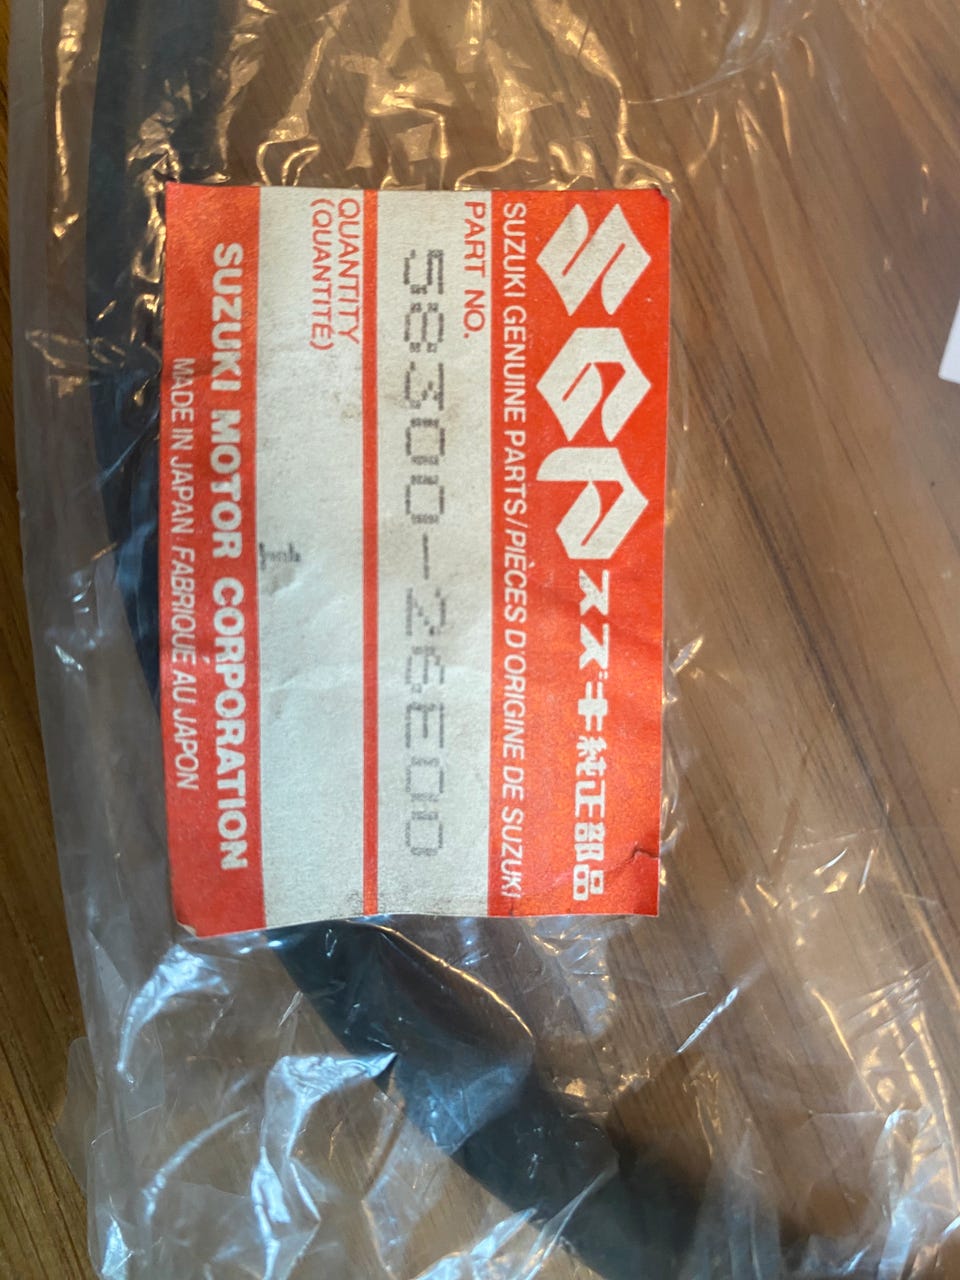 SGP スズキ純正部品
SUZUKI GENUINE PARTS/PIÈCES D'ORIGINE DE SUZUKI
PART NO.
58300-26E00
QUANTITY
(QUANTITÉ)
SUZUKI MOTOR CORPORATION
MADE IN JAPAN·FABRIQUE AU JAPON